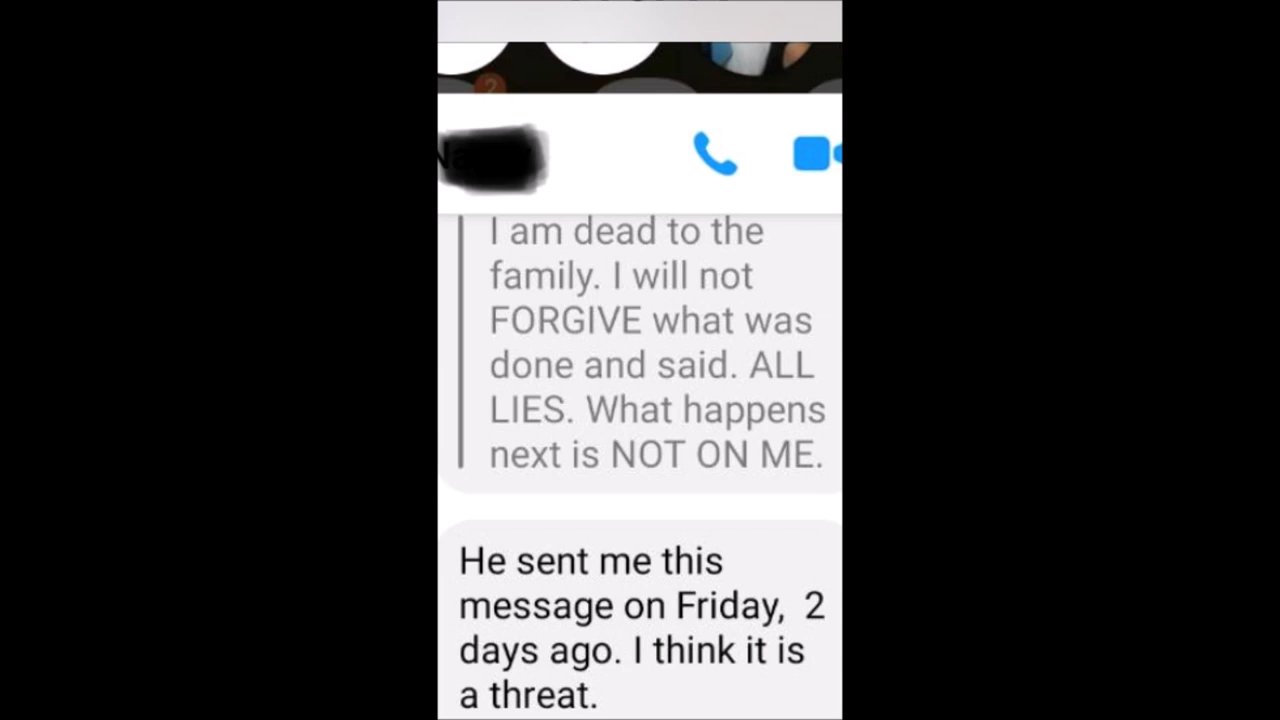 2
I am dead to the
family. I will not
FORGIVE what was
done and said. ALL
LIES. What happens
next is NOT ON ME.
He sent me this
message on Friday, 2
days ago. I think it is
a threat.